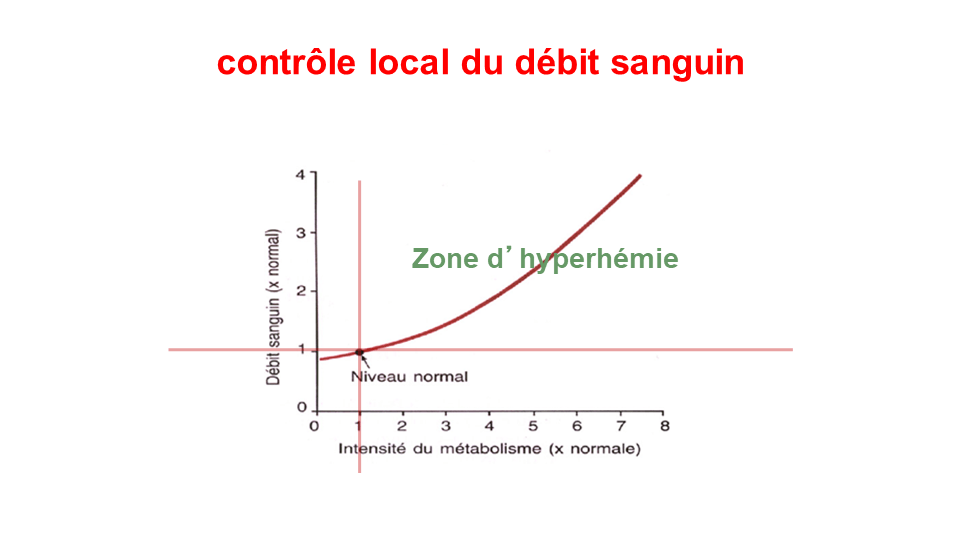 contrôle local du débit sanguin
4
3
2
1
0
Débit sanguin (x normal)
Zone d’hyperhémie
Niveau normal
0 1 2 3 4 5 6 7 8
Intensité du métabolisme (x normale)